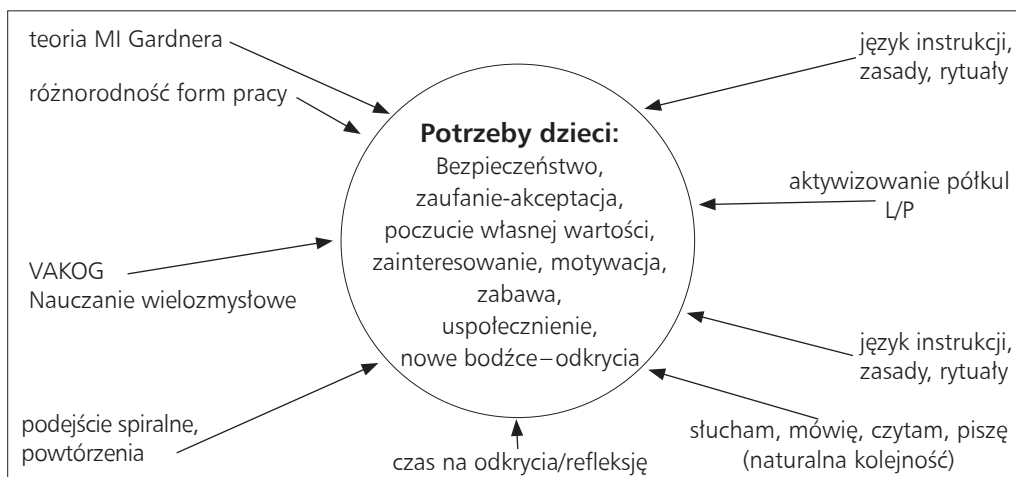 teoria MI Gardnera
różnorodność form pracy
VAKOG
Nauczanie wielozmysłowe
podejście spiralne,
powtórzenia
Potrzeby dzieci:
Bezpieczeństwo,
zaufanie-akceptacja,
poczucie własnej wartości,
zainteresowanie, motywacja,
zabawa,
uspołecznienie,
nowe bodźce–odkrycia
czas na odkrycia/refleksję
język instrukcji,
zasady, rytuały
aktywizowanie półkul
L/P
język instrukcji,
zasady, rytuały
słucham, mówię, czytam, piszę
(naturalna kolejność)